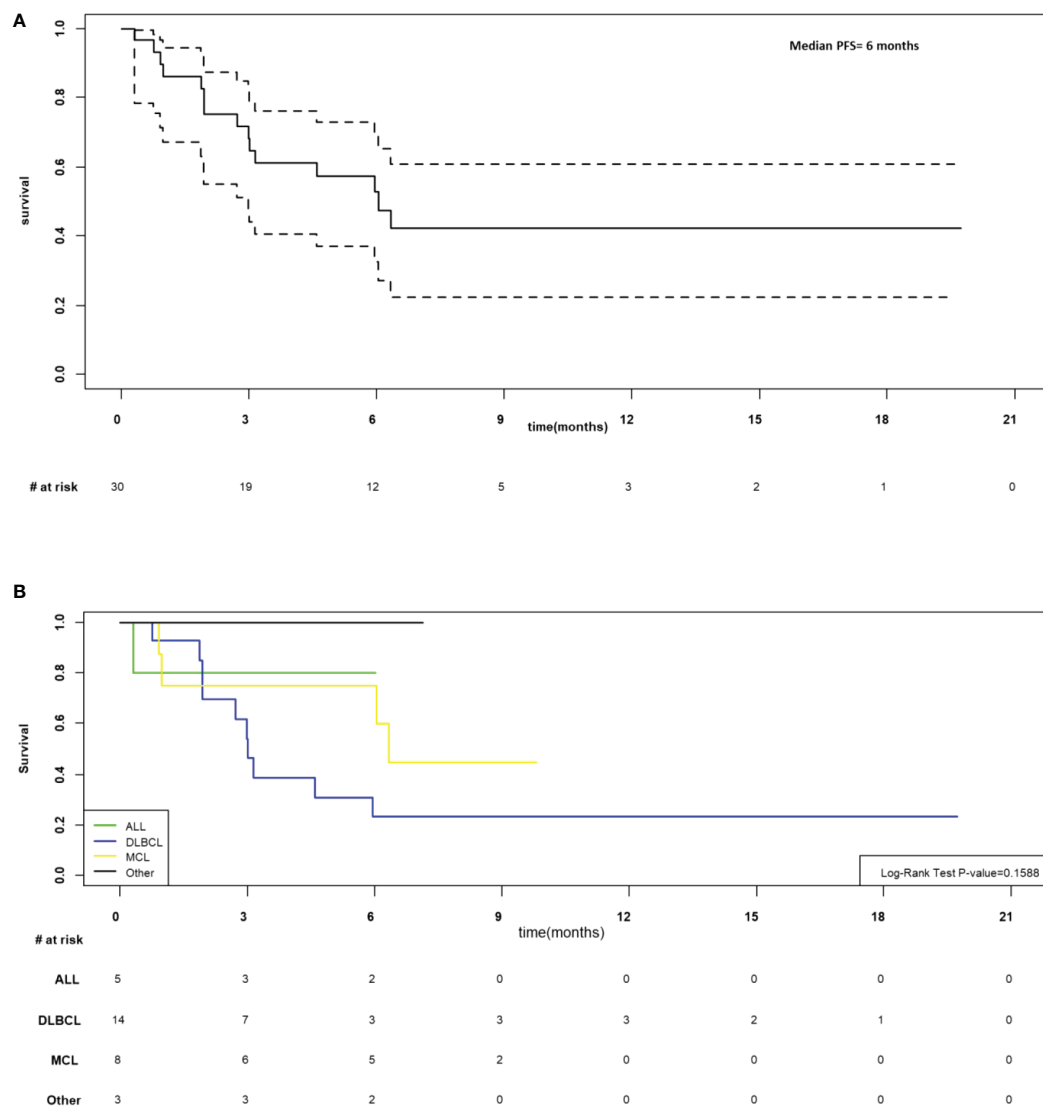 A
Median PFS= 6 months
survival
1.0
0.8
0.6
0.4
0.2
0.0
0 3 6 9 12 15 18 21
time(months)
# at risk 30 19 12 5 3 2 1 0
B
Survival
1.0
0.8
0.6
0.4
0.2
0.0
ALL
DLBCL
MCL
Other
Log-Rank Test P-value=0.1588
0 3 6 9 12 15 18 21
time(months)
# at risk
ALL 5 3 2 0 0 0 0 0
DLBCL 14 7 3 3 3 2 1 0
MCL 8 6 5 2 0 0 0 0
Other 3 3 2 0 0 0 0 0